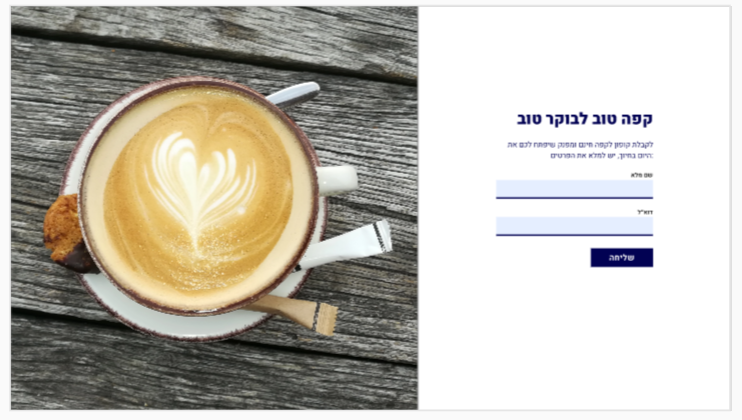 קפה טוב לבוקר טוב
לקבלת קופון לקפה חינם ומפנק שיפתח לכם את
היום בחיוך, יש למלא את הפרטים:
שם מלא
דוא"ל
שליחה